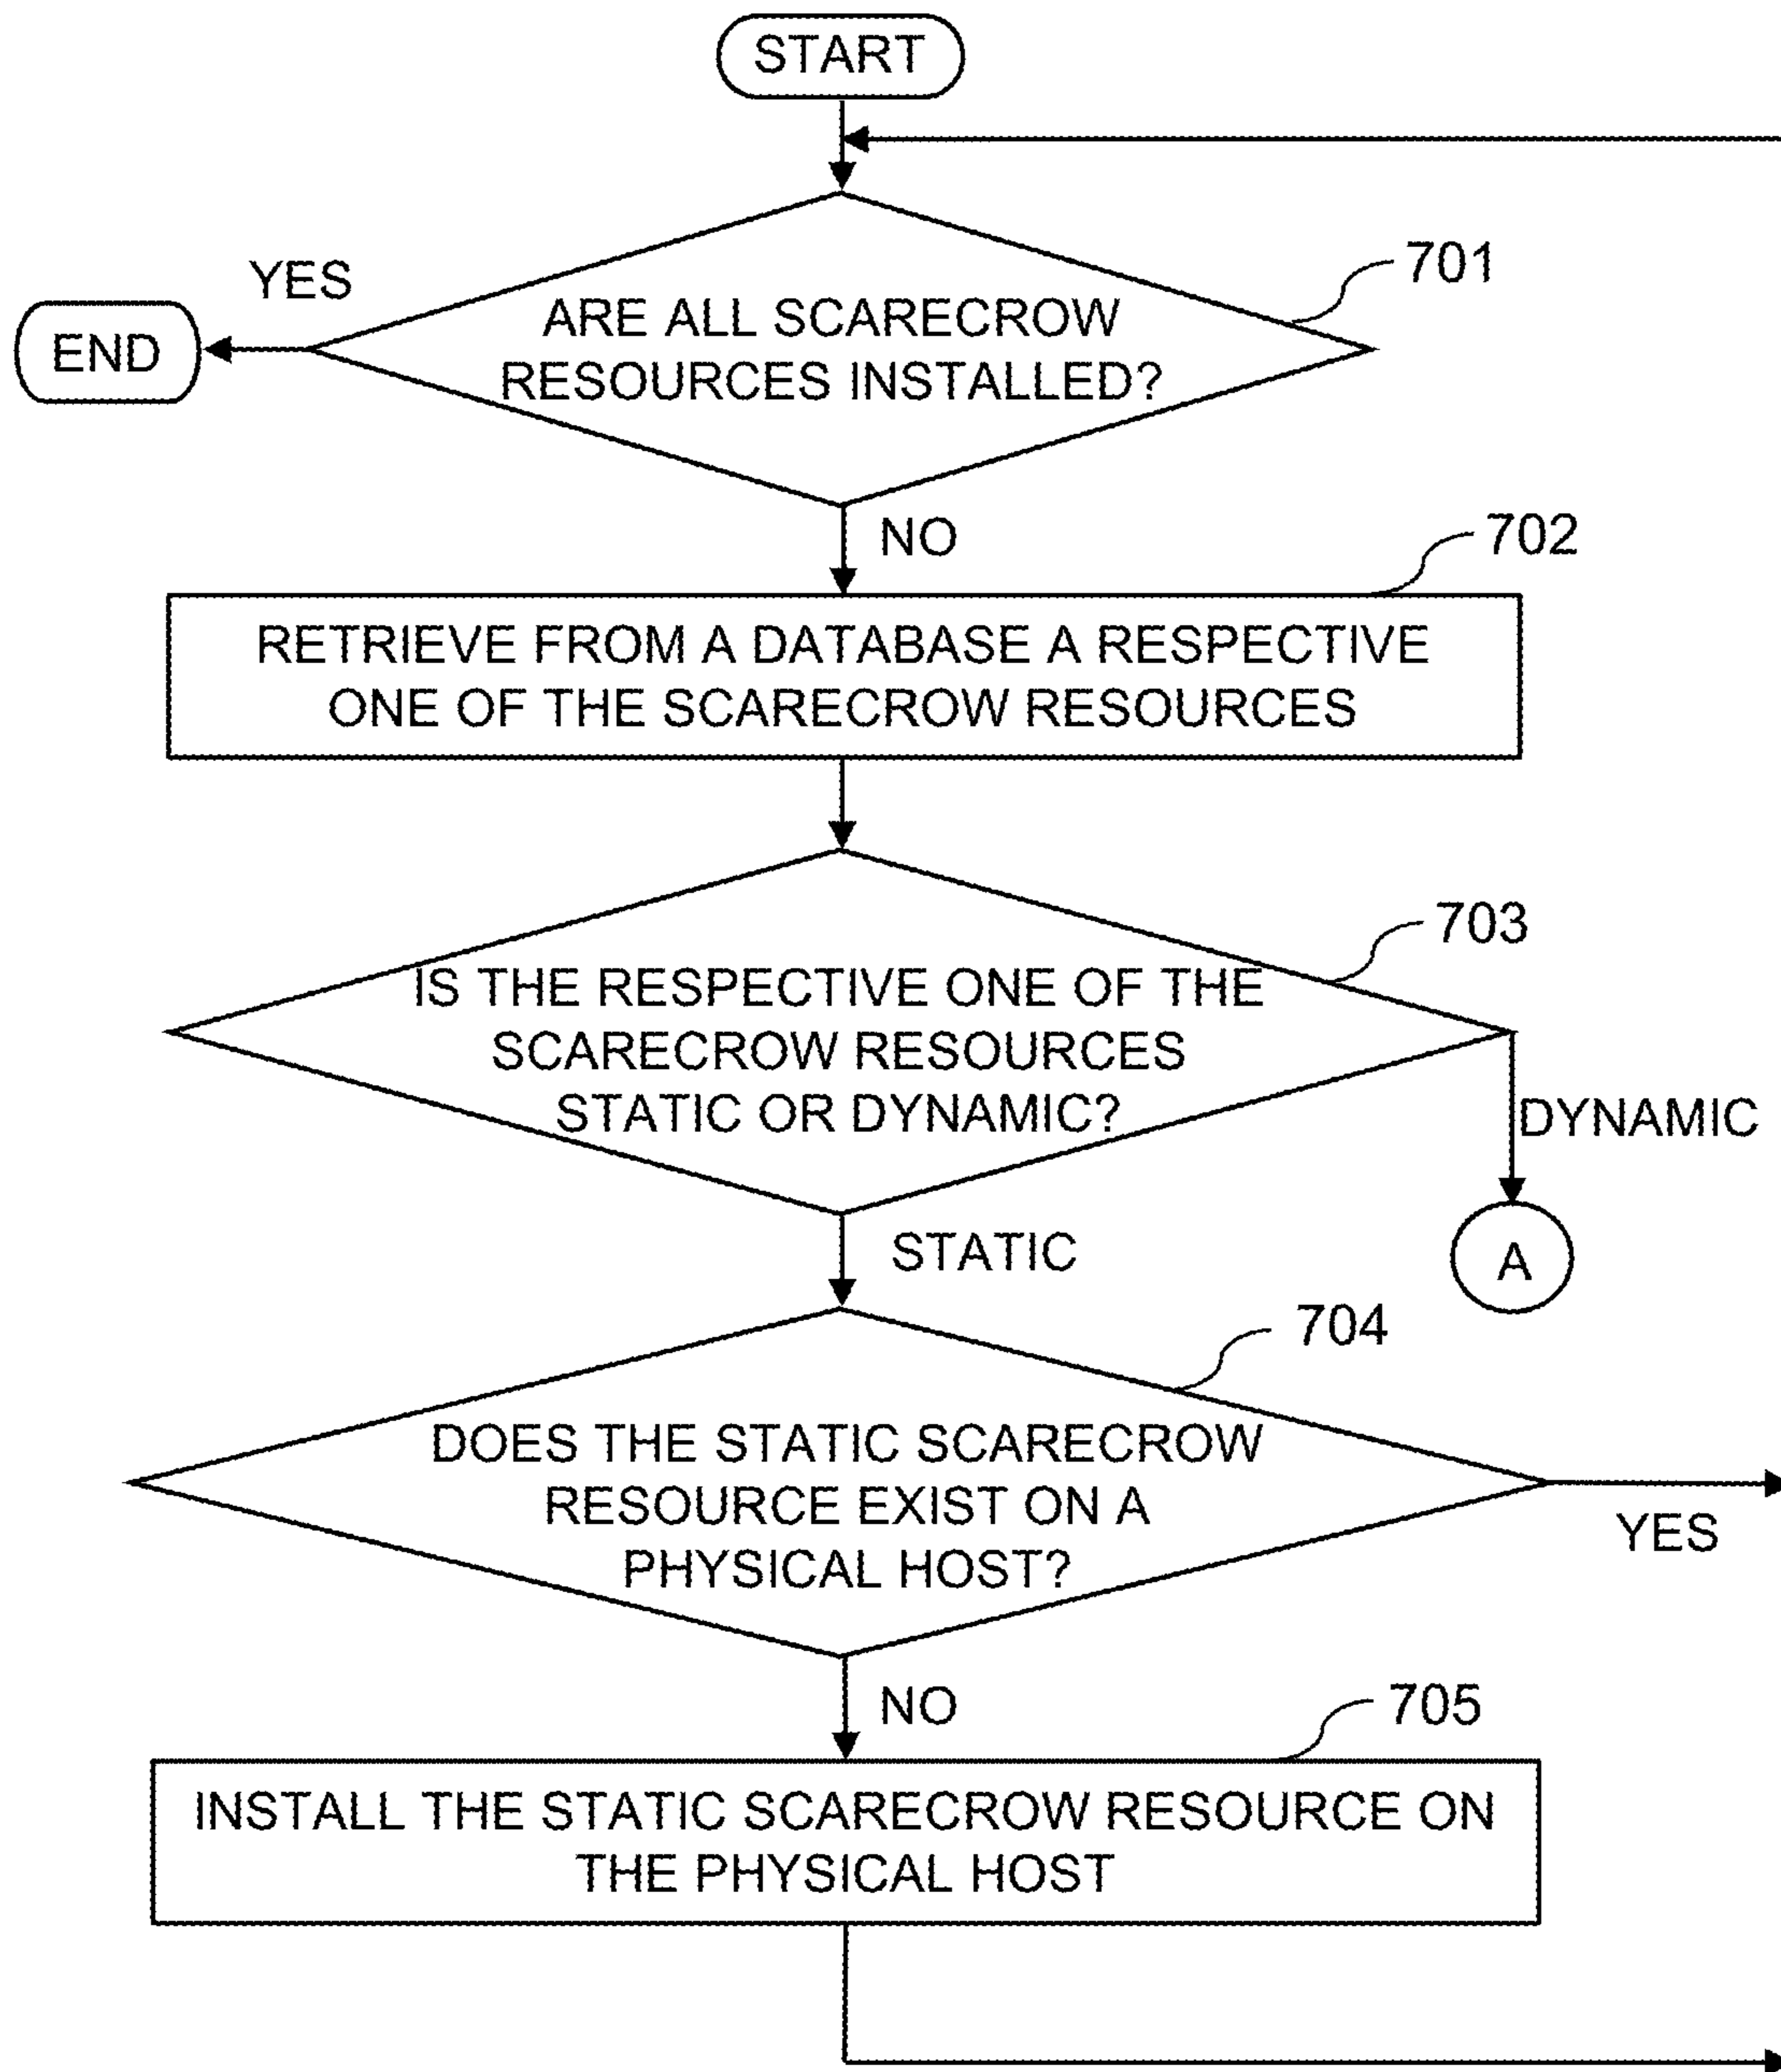 START
701
YES
ARE ALL SCARECROW
RESOURCES INSTALLED?
END
NO
702
RETRIEVE FROM A DATABASE A RESPECTIVE
ONE OF THE SCARECROW RESOURCES
703
IS THE RESPECTIVE ONE OF THE
SCARECROW RESOURCES
STATIC OR DYNAMIC?
DYNAMIC
STATIC
A
704
DOES THE STATIC SCARECROW
RESOURCE EXIST ON A
PHYSICAL HOST?
YES
NO
705
INSTALL THE STATIC SCARECROW RESOURCE ON
THE PHYSICAL HOST